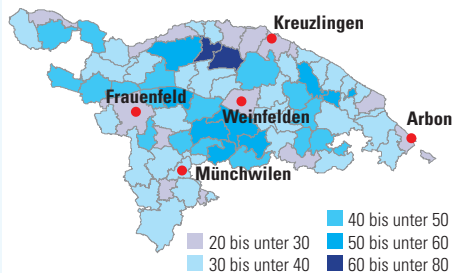 Kreuzlingen
Frauenfeld
Weinfelden
Arbon
Münchwilen
20 bis unter 30
30 bis unter 40
40 bis unter 50
50 bis unter 60
60 bis unter 80